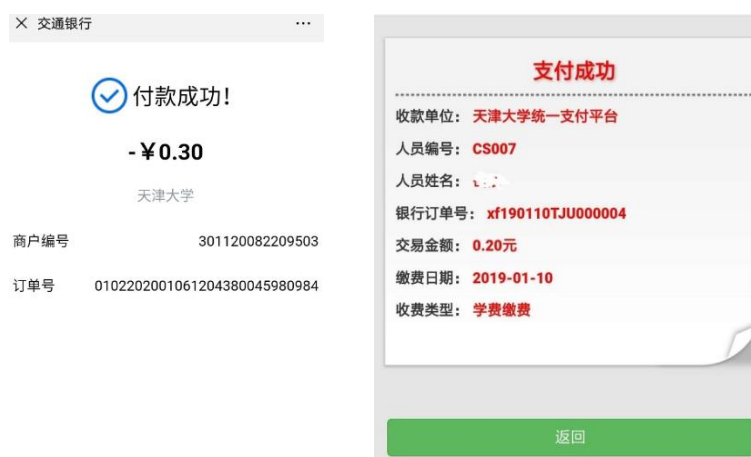 × 交通银行 ...
付款成功！
-￥0.30
天津大学
商户编号 301120082209503
订单号 0102202001061204380045980984
支付成功
收款单位： 天津大学统一支付平台
人员编号： CS007
人员姓名：
银行订单号： xf190110TJU000004
交易金额： 0.20元
缴费日期： 2019-01-10
收费类型： 学费缴费
返回